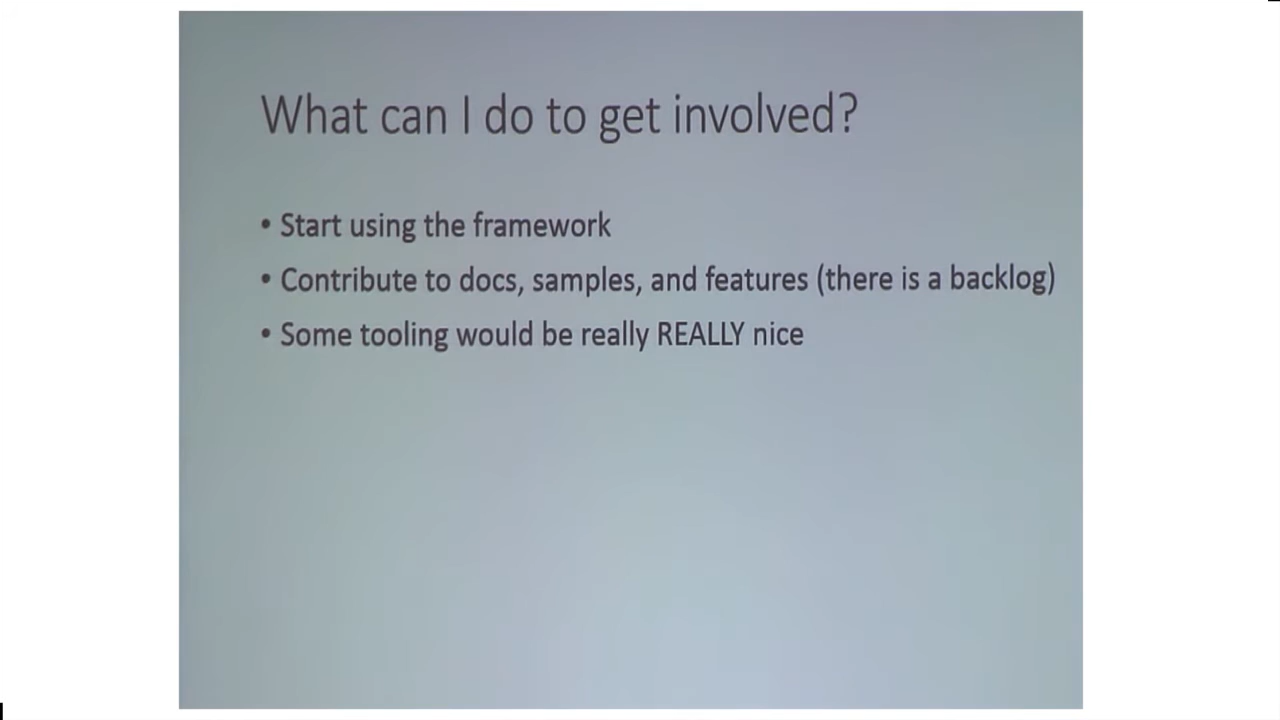 What can I do to get involved?
• Start using the framework
• Contribute to docs, samples, and features (there is a backlog)
• Some tooling would be really REALLY nice